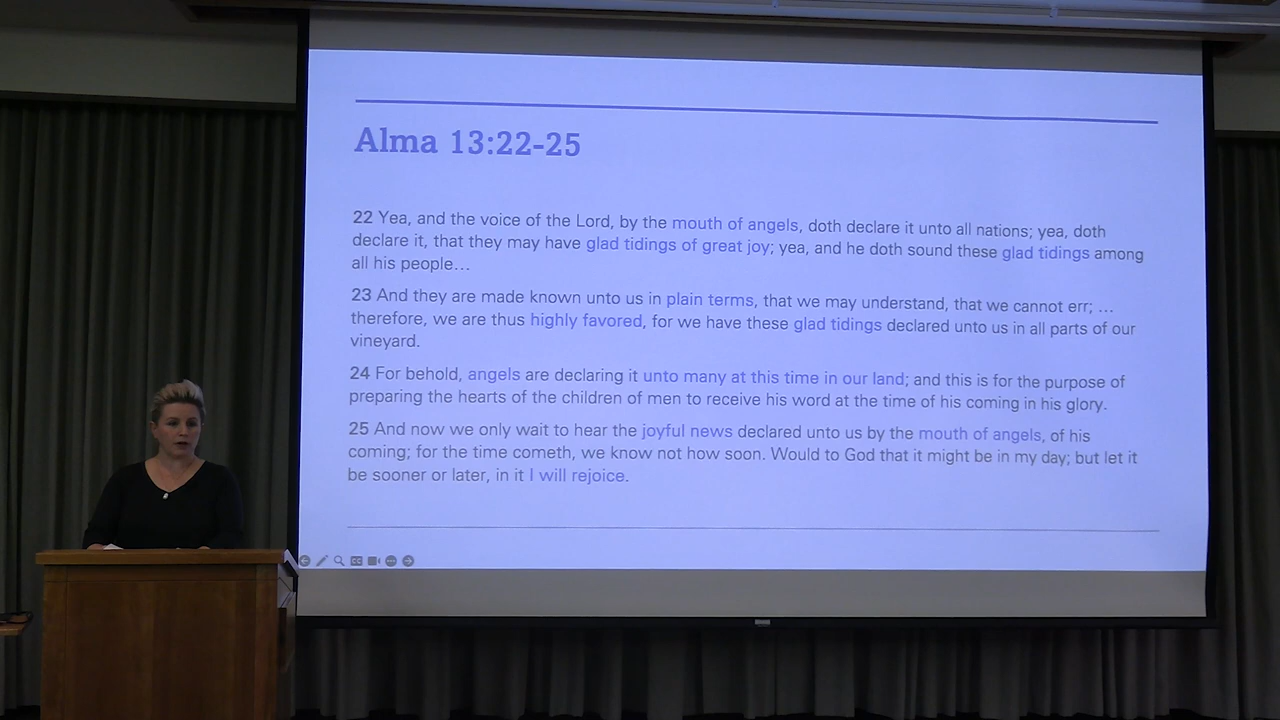 Alma 13:22-25
22 Yea, and the voice of the Lord, by the mouth of angels, doth declare it unto all nations; yea, doth
declare it, that they may have glad tidings of great joy; yea, and he doth sound these glad tidings among
all his people…
23 And they are made known unto us in plain terms, that we may understand, that we cannot err; …
therefore, we are thus highly favored, for we have these glad tidings declared unto us in all parts of our
vineyard.
24 For behold, angels are declaring it unto many at this time in our land; and this is for the purpose of
preparing the hearts of the children of men to receive his word at the time of his coming in his glory.
25 And now we only wait to hear the joyful news declared unto us by the mouth of angels, of his
coming; for the time cometh, we know not how soon. Would to God that it might be in my day; but let it
be sooner or later, in it I will rejoice.